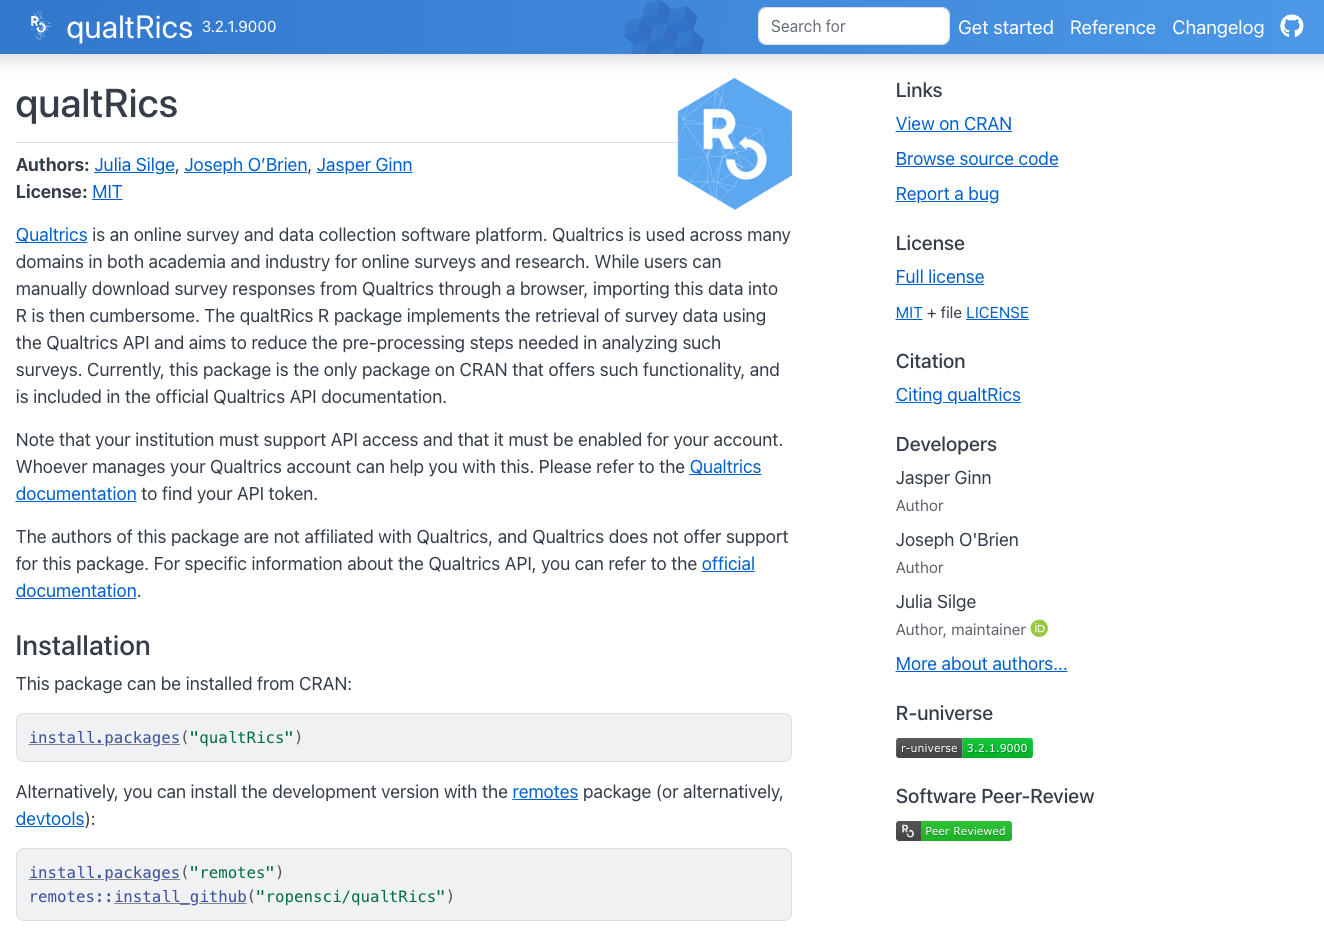 qualtRics 3.2.1.9000
Search for
Get started Reference Changelog
qualtRics
Authors: Julia Silge, Joseph O’Brien, Jasper Ginn
License: MIT
Qualtrics is an online survey and data collection software platform. Qualtrics is used across many
domains in both academia and industry for online surveys and research. While users can
manually download survey responses from Qualtrics through a browser, importing this data into
R is then cumbersome. The qualtRics R package implements the retrieval of survey data using
the Qualtrics API and aims to reduce the pre-processing steps needed in analyzing such
surveys. Currently, this package is the only package on CRAN that offers such functionality, and
is included in the official Qualtrics API documentation.
Note that your institution must support API access and that it must be enabled for your account.
Whoever manages your Qualtrics account can help you with this. Please refer to the Qualtrics
documentation to find your API token.
The authors of this package are not affiliated with Qualtrics, and Qualtrics does not offer support
for this package. For specific information about the Qualtrics API, you can refer to the official
documentation.
Installation
This package can be installed from CRAN:
install.packages("qualtRics")
Alternatively, you can install the development version with the remotes package (or alternatively,
devtools):
install.packages("remotes")
remotes::install_github("ropensci/qualtRics")
Links
View on CRAN
Browse source code
Report a bug
License
Full license
MIT + file LICENSE
Citation
Citing qualtRics
Developers
Jasper Ginn
Author
Joseph O'Brien
Author
Julia Silge
Author, maintainer iD
More about authors...
R-universe
r-universe 3.2.1.9000
Software Peer-Review
Peer Reviewed